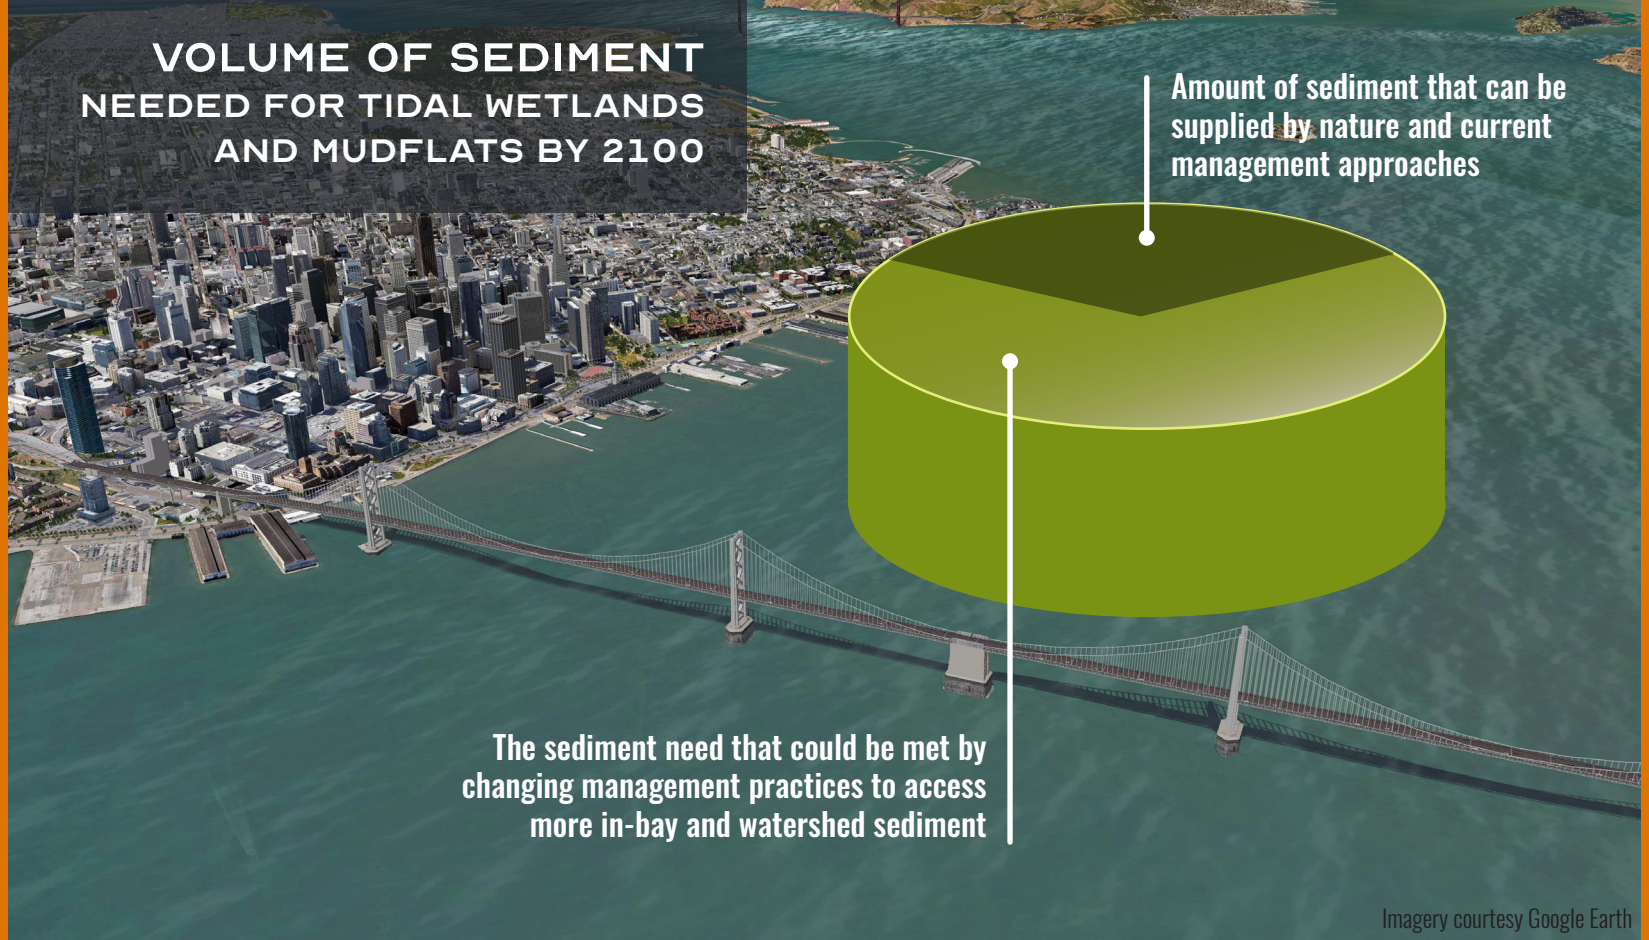 VOLUME OF SEDIMENT
NEEDED FOR TIDAL WETLANDS
AND MUDFLATS BY 2100
Amount of sediment that can be
supplied by nature and current
management approaches
The sediment need that could be met by
changing management practices to access
more in-bay and watershed sediment
Imagery courtesy Google Earth